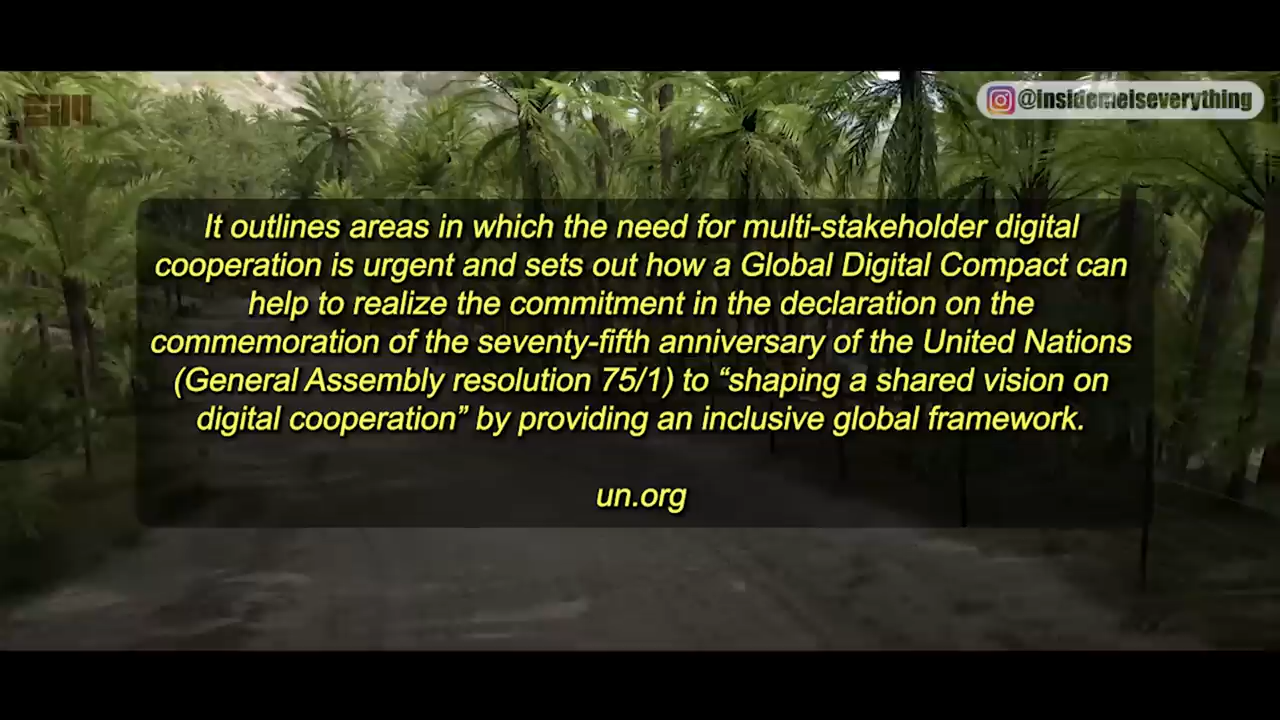 @insidemeiseverything
It outlines areas in which the need for multi-stakeholder digital
cooperation is urgent and sets out how a Global Digital Compact can
help to realize the commitment in the declaration on the
commemoration of the seventy-fifth anniversary of the United Nations
(General Assembly resolution 75/1) to “shaping a shared vision on
digital cooperation” by providing an inclusive global framework.
un.org